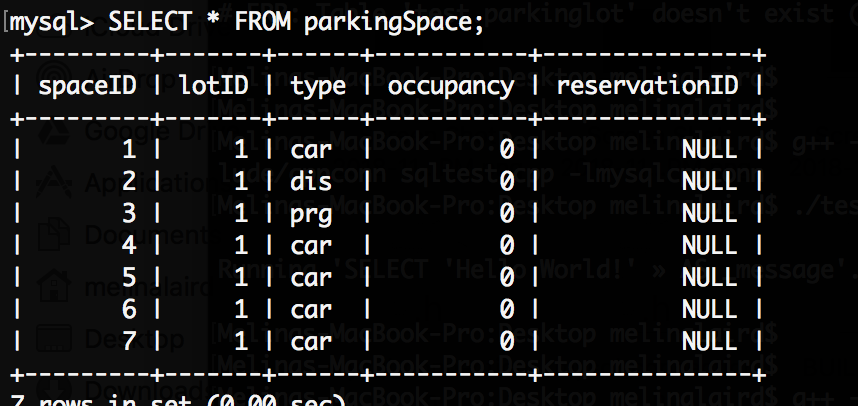 mysql> SELECT * FROM parkingSpace;
+---------+-------+------+-----------+---------------+
| spaceID | lotID | type | occupancy | reservationID |
+---------+-------+------+-----------+---------------+
|       1 |     1 | car  |         0 |          NULL |
|       2 |     1 | dis  |         0 |          NULL |
|       3 |     1 | prg  |         0 |          NULL |
|       4 |     1 | car  |         0 |          NULL |
|       5 |     1 | car  |         0 |          NULL |
|       6 |     1 | car  |         0 |          NULL |
|       7 |     1 | car  |         0 |          NULL |
+---------+-------+------+-----------+---------------+
7 rows in set (0.00 sec)